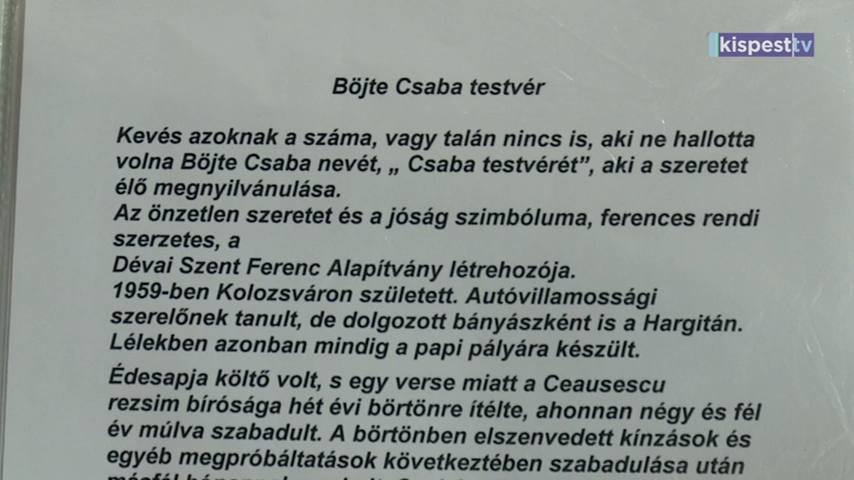 kispest tv
Böjte Csaba testvér
Kevés azoknak a száma, vagy talán nincs is, aki ne hallotta
volna Böjte Csaba nevét, „ Csaba testvérét”, aki a szeretet
élő megnyilvánulása.
Az önzetlen szeretet és a jóság szimbóluma, ferences rendi
szerzetes, a
Dévai Szent Ferenc Alapítvány létrehozója.
1959-ben Kolozsváron született. Autóvillamossági
szerelőnek tanult, de dolgozott bányászként is a Hargitán.
Lélekben azonban mindig a papi pályára készült.
Édesapja költő volt, s egy verse miatt a Ceausescu
rezsim bírósága hét évi börtönre ítélte, ahonnan négy és fél
év múlva szabadult. A börtönben elszenvedett kínzások és
egyéb megpróbáltatások következtében szabadulása után